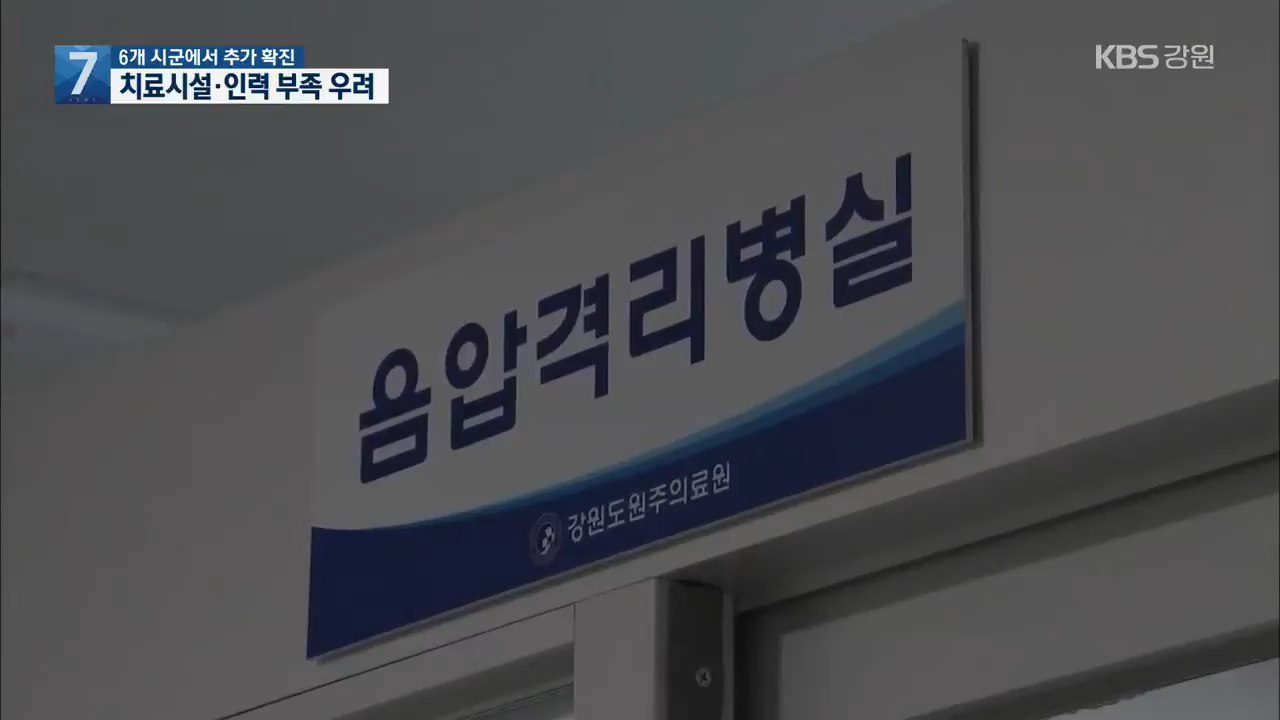 7
6개 시군에서 추가 확진
치료시설·인력 부족 우려
KBS 강원
음압격리병실
강원도원주의료원